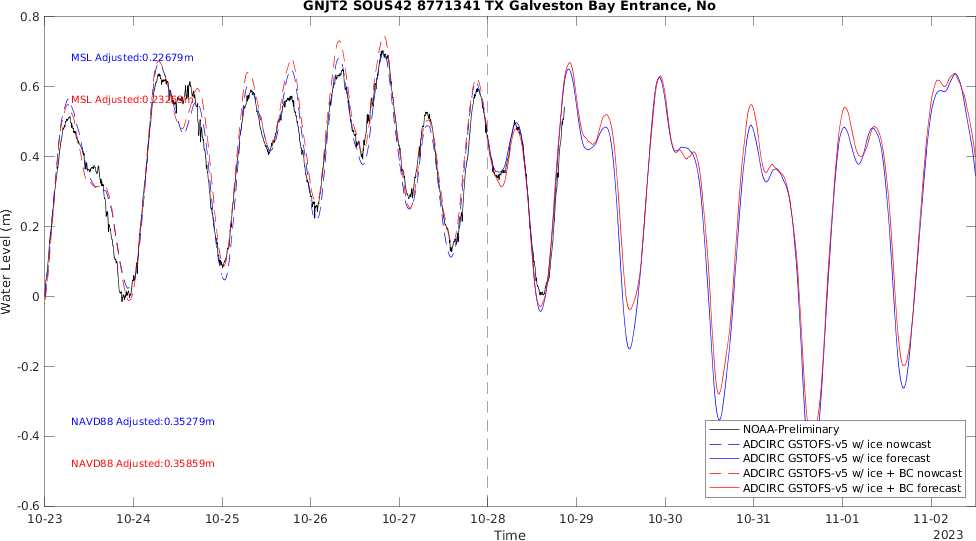 GNJT2 SOUS42 8771341 TX Galveston Bay Entrance, No
0.8
0.6
0.4
0.2
0
-0.2
-0.4
-0.6
Water Level (m)
MSL Adjusted:0.22679m
MSL Adjusted:
NAVD88 Adjusted:0.35279m
NAVD88 Adjusted:0.35859m
NOAA-Preliminary
ADCIRC GSTOFS-v5 w/ ice nowcast
ADCIRC GSTOFS-v5 w/ ice forecast
ADCIRC GSTOFS-v5 w/ ice + BC nowcast
ADCIRC GSTOFS-v5 w/ ice + BC forecast
10-23 10-24 10-25 10-26 10-27 10-28 10-29 10-30 10-31 11-01 11-02
Time
2023